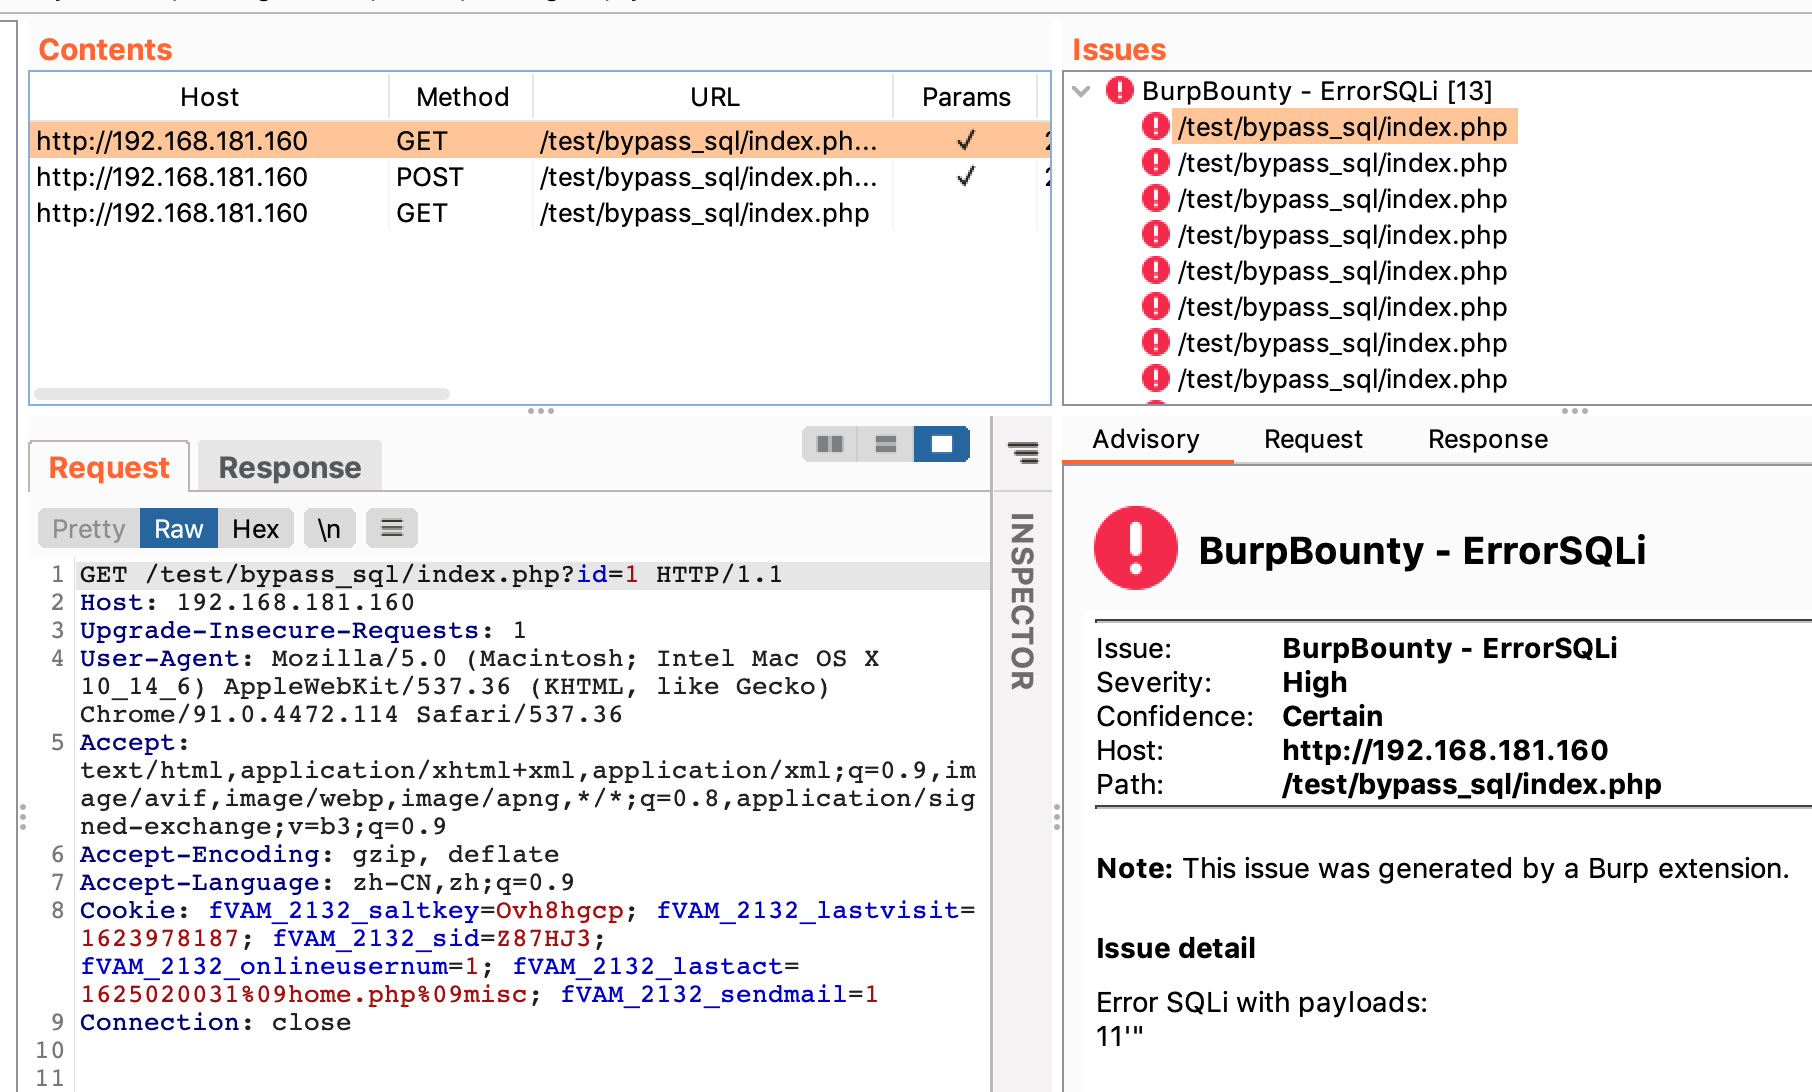 Contents
Host Method URL Params
http://192.168.181.160 GET /test/bypass_sql/index.ph... ✓
http://192.168.181.160 POST /test/bypass_sql/index.ph... ✓
http://192.168.181.160 GET /test/bypass_sql/index.php
Issues
BurpBounty - ErrorSQLi [13]
/test/bypass_sql/index.php
/test/bypass_sql/index.php
/test/bypass_sql/index.php
/test/bypass_sql/index.php
/test/bypass_sql/index.php
/test/bypass_sql/index.php
/test/bypass_sql/index.php
/test/bypass_sql/index.php
Request Response
Pretty Raw Hex \n
1 GET /test/bypass_sql/index.php?id=1 HTTP/1.1
2 Host: 192.168.181.160
3 Upgrade-Insecure-Requests: 1
4 User-Agent: Mozilla/5.0 (Macintosh; Intel Mac OS X
10_14_6) AppleWebKit/537.36 (KHTML, like Gecko)
Chrome/91.0.4472.114 Safari/537.36
5 Accept:
text/html,application/xhtml+xml,application/xml;q=0.9,im
age/avif,image/webp,image/apng,*/*;q=0.8,application/sig
ned-exchange;v=b3;q=0.9
6 Accept-Encoding: gzip, deflate
7 Accept-Language: zh-CN,zh;q=0.9
8 Cookie: fVAM_2132_saltkey=Ovh8hgcp; fVAM_2132_lastvisit=
1623978187; fVAM_2132_sid=Z87HJ3;
fVAM_2132_onlineusernum=1; fVAM_2132_lastact=
1625020031%09home.php%09misc; fVAM_2132_sendmail=1
9 Connection: close
10
11
INSPECTOR
Advisory Request Response
BurpBounty - ErrorSQLi
Issue: BurpBounty - ErrorSQLi
Severity: High
Confidence: Certain
Host: http://192.168.181.160
Path: /test/bypass_sql/index.php
Note: This issue was generated by a Burp extension.
Issue detail
Error SQLi with payloads:
11'"